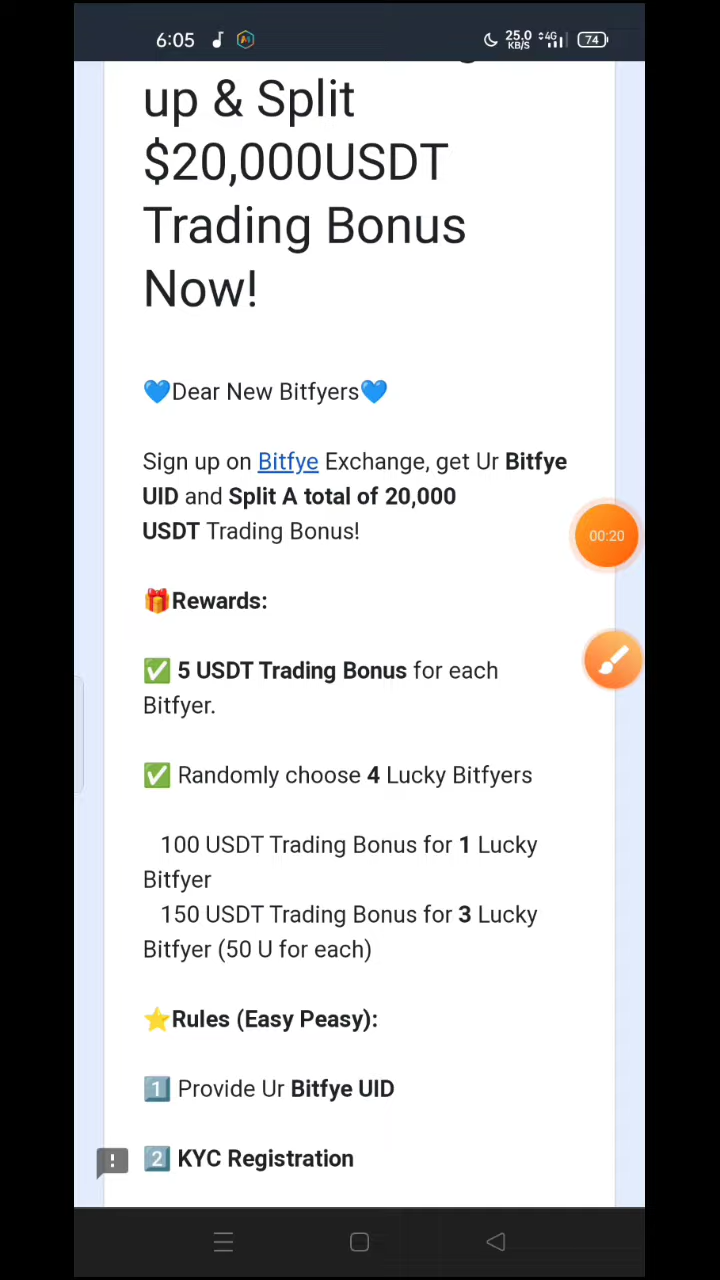 6:05
25.0
KB/S
4G
74
up & Split
$20,000USDT
Trading Bonus
Now!
💙Dear New Bitfyers💙
Sign up on Bitfye Exchange, get Ur Bitfye
UID and Split A total of 20,000
USDT Trading Bonus!
00:20
🎁Rewards:
✅ 5 USDT Trading Bonus for each
Bitfyer.
✅ Randomly choose 4 Lucky Bitfyers
100 USDT Trading Bonus for 1 Lucky
Bitfyer
150 USDT Trading Bonus for 3 Lucky
Bitfyer (50 U for each)
⭐Rules (Easy Peasy):
1️⃣ Provide Ur Bitfye UID
2️⃣ KYC Registration